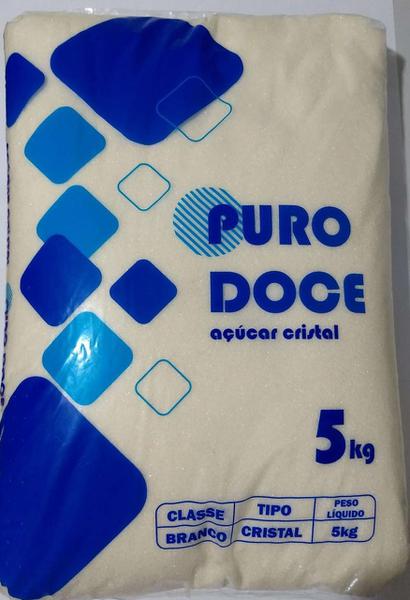 PURO
DOCE
açúcar cristal
5kg
CLASSE TIPO PESO LÍQUIDO
BRANCO CRISTAL 5kg